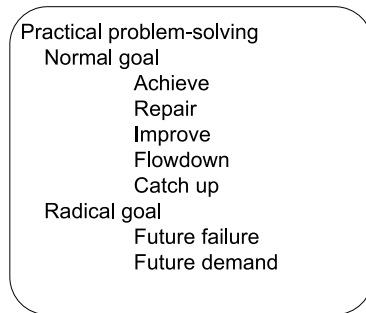 Practical problem-solving
Normal goal
Achieve
Repair
Improve
Flowdown
Catch up
Radical goal
Future failure
Future demand